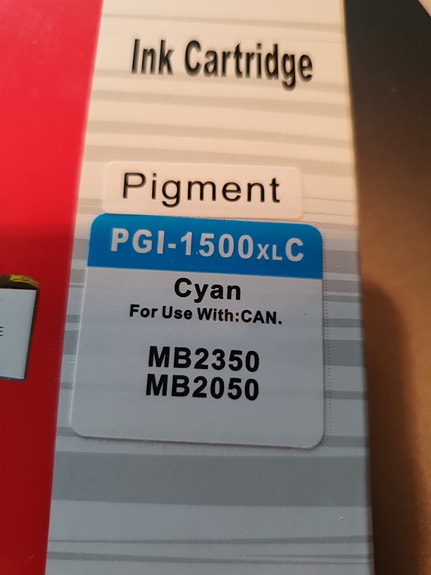 Ink Cartridge
Pigment
PGI-1500XLC
Cyan
For Use With:CAN.
MB2350
MB2050